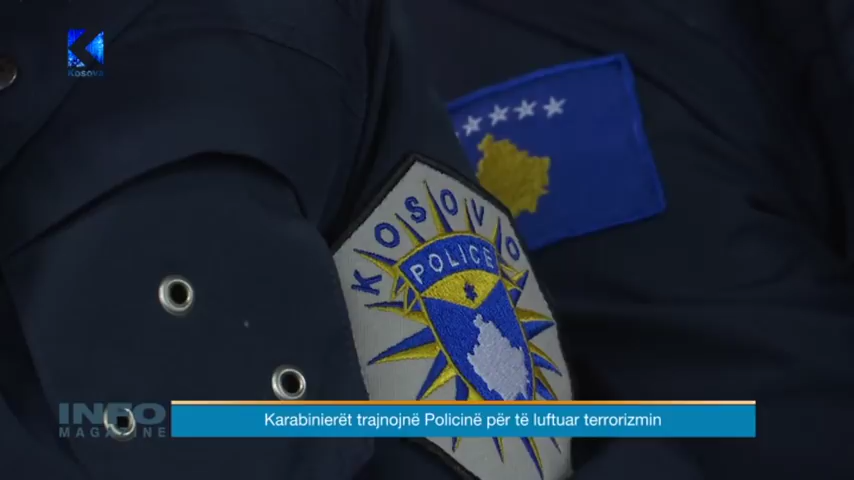 KOSOVA
KOSOVO
POLICE
INFO
MAGAZINE
Karabinierët trajnojnë Policinë për të luftuar terrorizmin